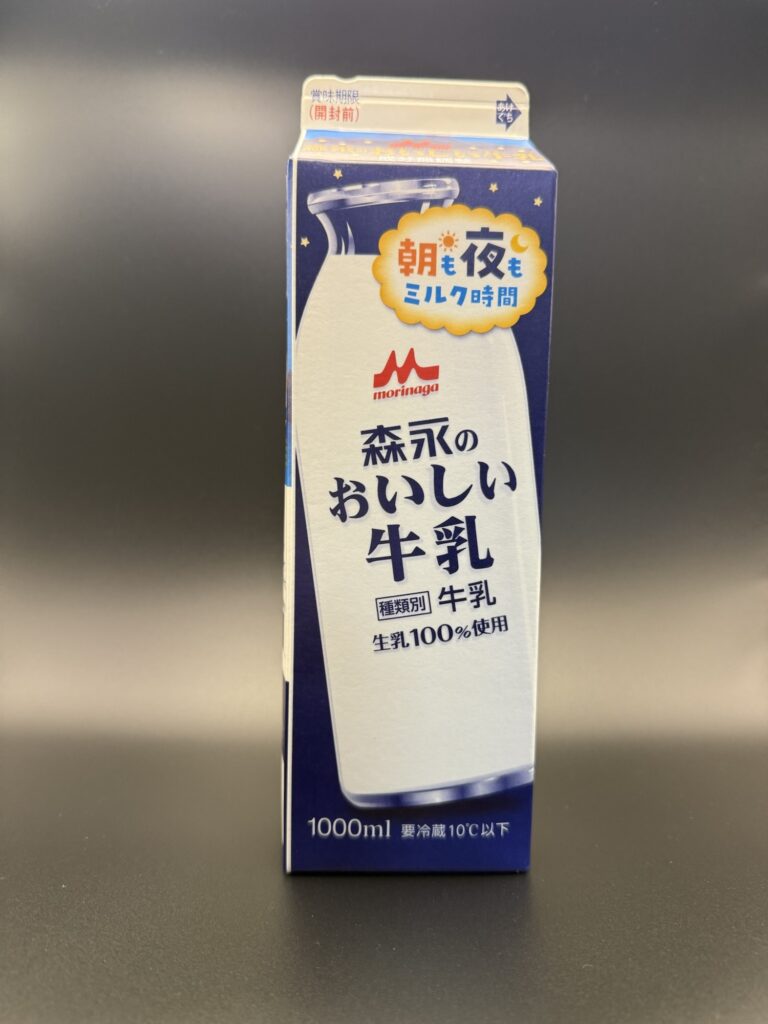 賞味期限
(開封前)
あけ
ぐち
朝も夜も
ミルク時間
morinaga
森永の
おいしい
牛乳
種類別 牛乳
生乳100%使用
1000ml 要冷蔵10℃以下